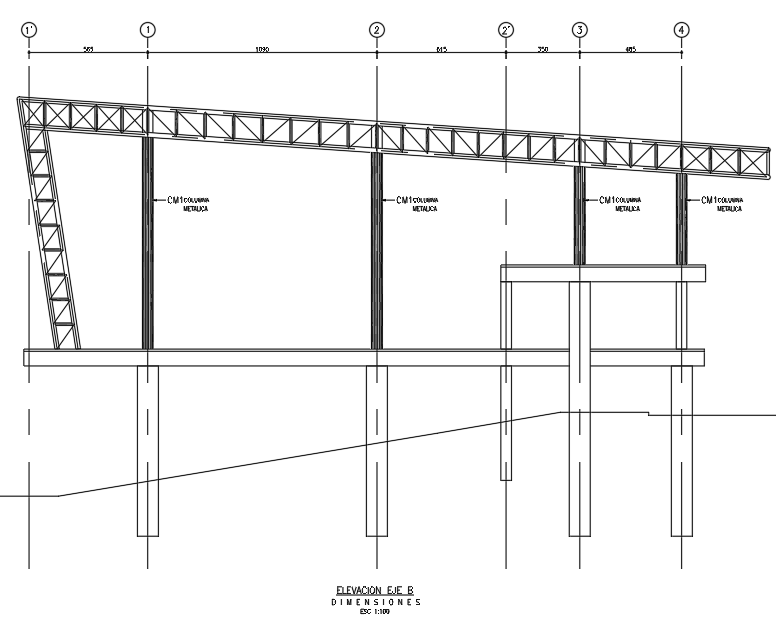 1' 1 2 2' 3 4
565 1090 615 350 485
CM1 COLUMNA
METALICA
CM1 COLUMNA
METALICA
CM1 COLUMNA
METALICA
CM1 COLUMNA
METALICA
ELEVACION EJE B
DIMENSIONES
ESC 1:100